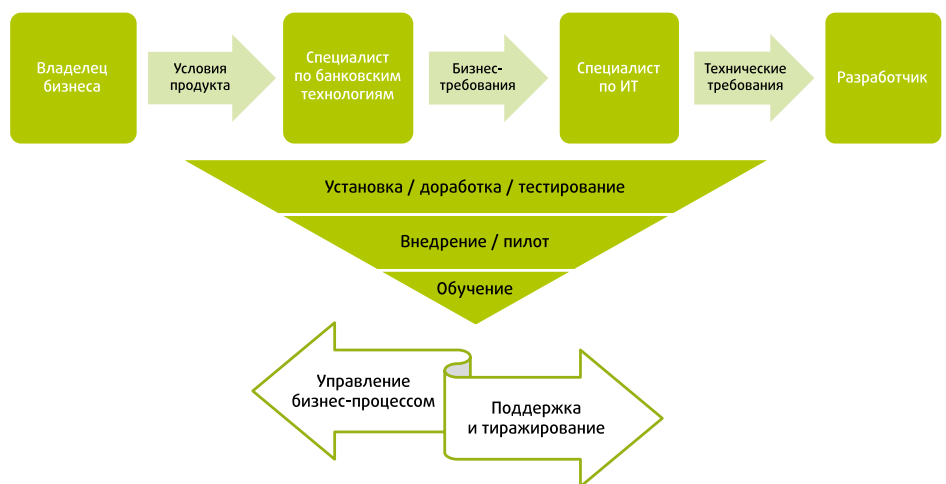 Владелец
бизнеса
Условия
продукта
Специалист
по банковским
технологиям
Бизнес-
требования
Специалист
по ИТ
Технические
требования
Разработчик
Установка / доработка / тестирование
Внедрение / пилот
Обучение
Управление
бизнес-процессом
Поддержка
и тиражирование